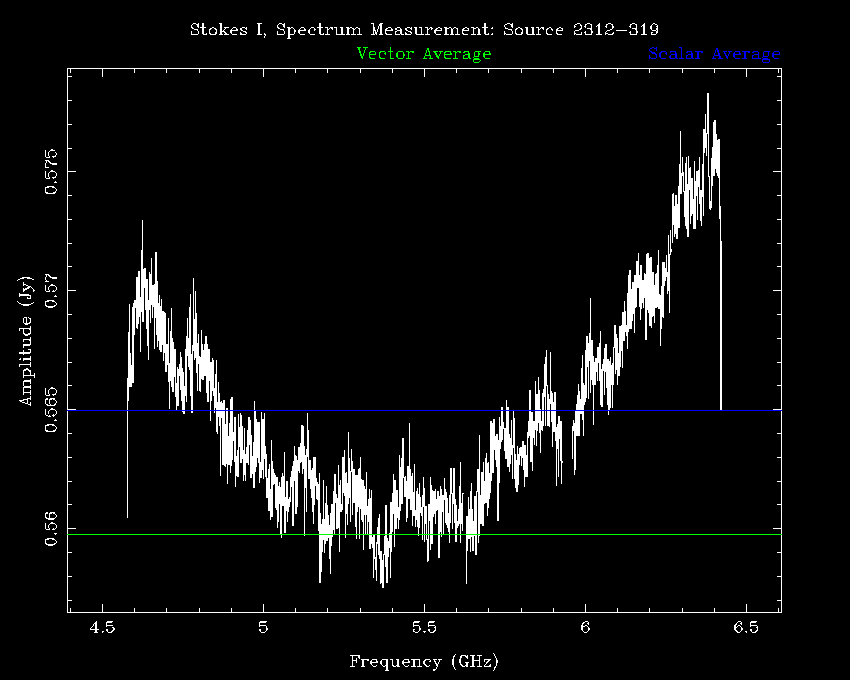 Stokes I, Spectrum Measurement: Source 2312−319
Vector Average Scalar Average
0.575
0.57
0.565
0.56
Amplitude (Jy)
4.5 5 5.5 6 6.5
Frequency (GHz)